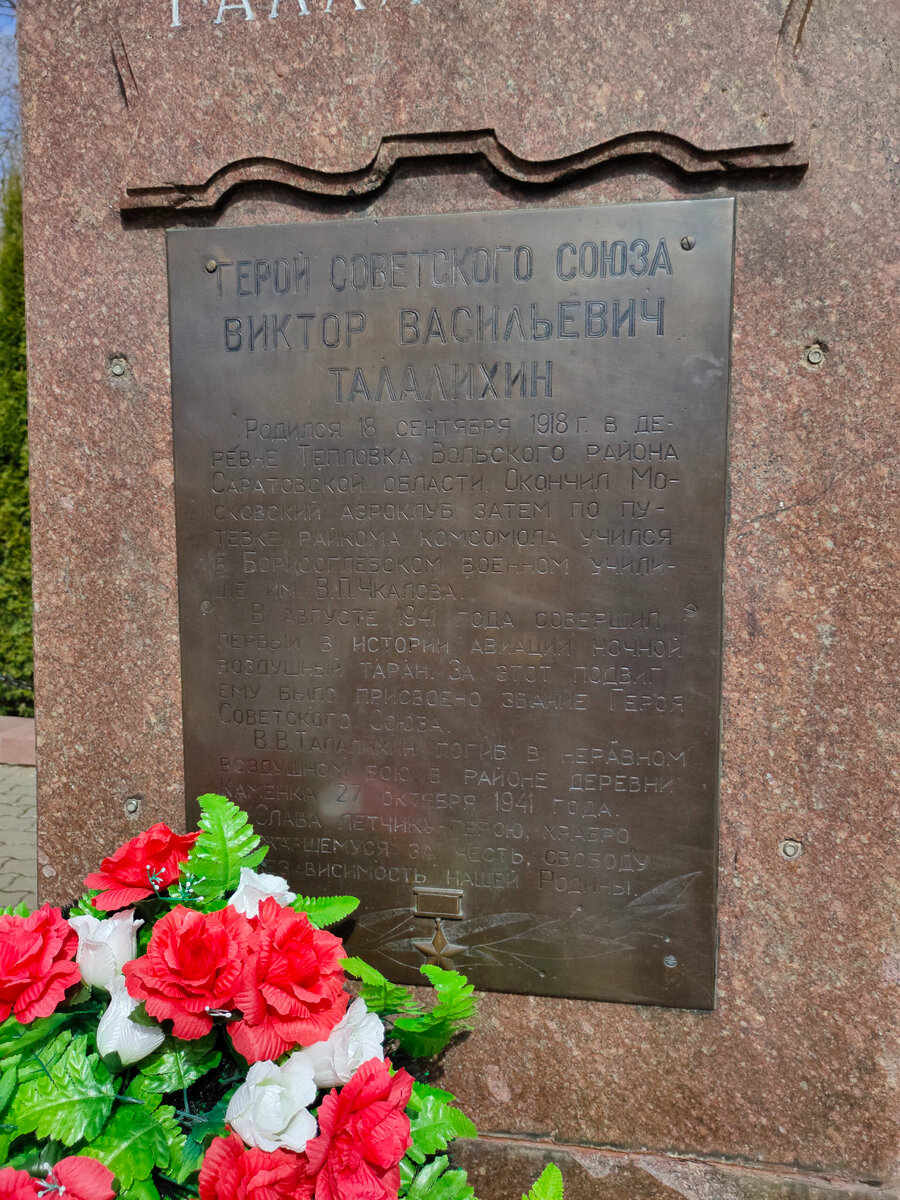 ГЕРОЙ СОВЕТСКОГО СОЮЗА
ВИКТОР ВАСИЛЬЕВИЧ
ТАЛАЛИХИН
РОДИЛСЯ 18 СЕНТЯБРЯ 1918 Г. В ДЕ-
РЕВНЕ ТЕПЛОВКА ВОЛЬСКОГО РАЙОНА
САРАТОВСКОЙ ОБЛАСТИ. ОКОНЧИЛ МО-
СКОВСКИЙ АЭРОКЛУБ ЗАТЕМ ПО ПУ-
ТЕВКЕ РАЙКОМА КОМСОМОЛА УЧИЛСЯ
В БОРИСОГЛЕБСКОМ ВОЕННОМ УЧИЛИ-
ЩЕ ИМ. В.П.ЧКАЛОВА.
В АВГУСТЕ 1941 ГОДА СОВЕРШИЛ
ПЕРВЫЙ В ИСТОРИИ АВИАЦИИ НОЧНОЙ
ВОЗДУШНЫЙ ТАРАН. ЗА ЭТОТ ПОДВИГ
ЕМУ БЫЛО ПРИСВОЕНО ЗВАНИЕ ГЕРОЯ
СОВЕТСКОГО СОЮЗА.
В.В.ТАЛАЛИХИН ПОГИБ В НЕРАВНОМ
ВОЗДУШНОМ БОЮ В РАЙОНЕ ДЕРЕВНИ
КАМЕНКА 27 ОКТЯБРЯ 1941 ГОДА.
СЛАВА ЛЕТЧИКУ-ГЕРОЮ, ХРАБРО
ЗА ЧЕСТЬ, СВОБОДУ
НАШЕЙ РОДИНЫ.